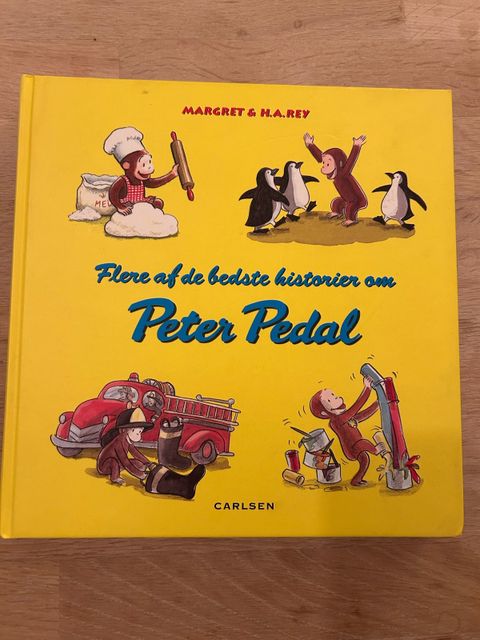 MARGRET & H.A.REY
Flere af de bedste historier om
Peter Pedal
CARLSEN